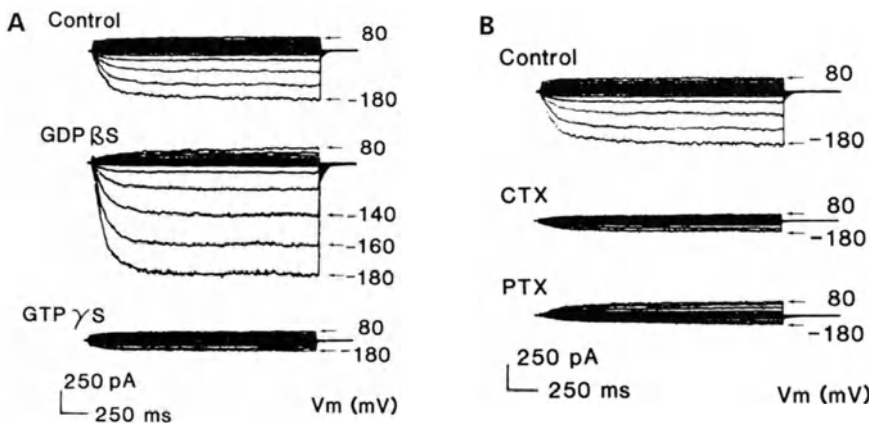 A
Control
80
-180
GDP βS
80
-140
-160
-180
GTP γS
80
-180
250 pA
250 ms
Vm (mV)
B
Control
80
-180
CTX
80
-180
PTX
80
-180
250 pA
250 ms
Vm (mV)